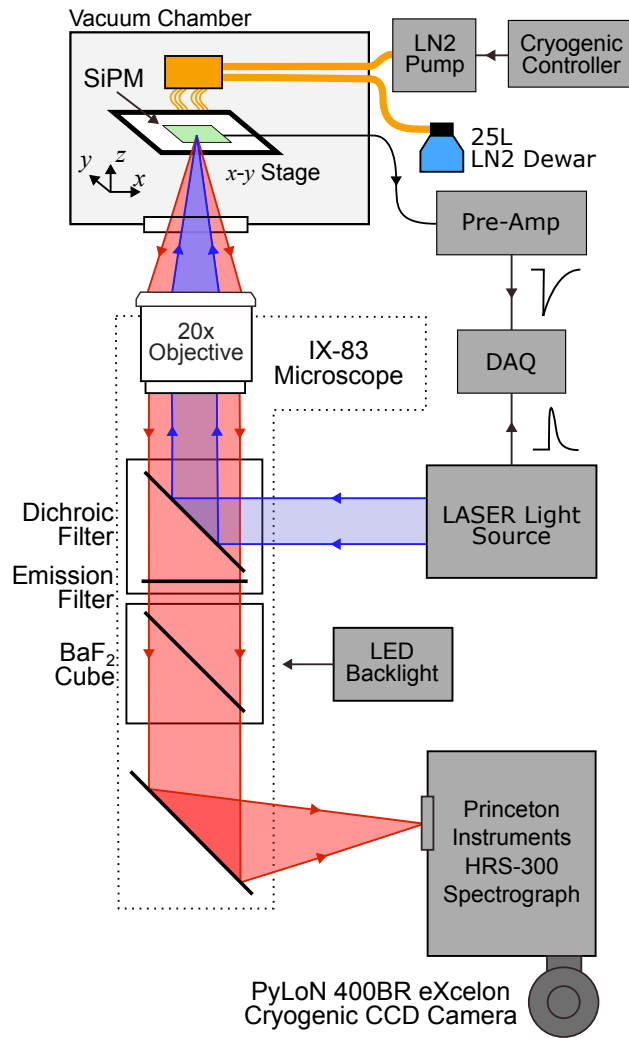 Vacuum Chamber
LN2
Pump
Cryogenic
Controller
SiPM
25L
LN2 Dewar
y
z
x
x-y Stage
Pre-Amp
20x
Objective
IX-83
Microscope
DAQ
Dichroic
Filter
LASER Light
Source
Emission
Filter
BaF₂
Cube
LED
Backlight
Princeton
Instruments
HRS-300
Spectrograph
PyLoN 400BR eXcelon
Cryogenic CCD Camera